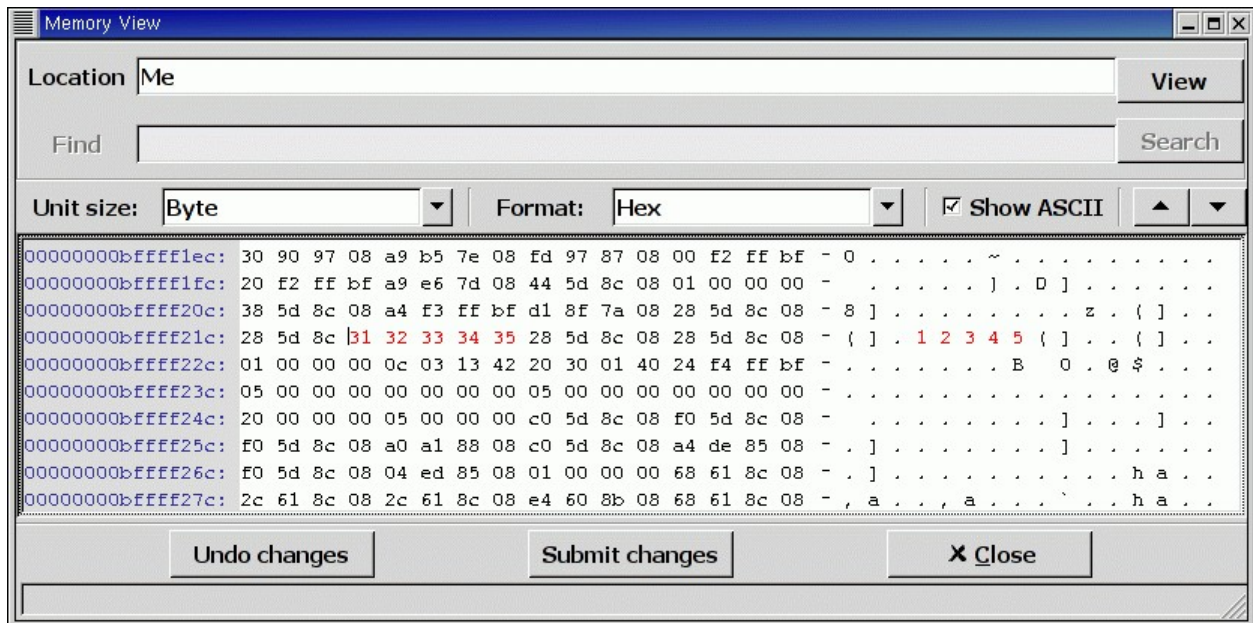 Memory View
Location Me View
Find Search
Unit size: Byte Format: Hex Show ASCII
00000000bffff1ec: 30 90 97 08 a9 b5 7e 08 fd 97 87 08 00 f2 ff bf - 0 . . . . . ~ . . . . . . . . .
00000000bffff1fc: 20 f2 ff bf a9 e6 7d 08 44 5d 8c 08 01 00 00 00 -   . . . . . } . D ] . . . . . .
00000000bffff20c: 38 5d 8c 08 a4 f3 ff bf d1 8f 7a 08 28 5d 8c 08 - 8 ] . . . . . . . . z . ( ] . .
00000000bffff21c: 28 5d 8c 31 32 33 34 35 28 5d 8c 08 28 5d 8c 08 - ( ] . 1 2 3 4 5 ( ] . . ( ] . .
00000000bffff22c: 01 00 00 00 0c 03 13 42 20 30 01 40 24 f4 ff bf - . . . . . . . B   0 . @ $ . . .
00000000bffff23c: 05 00 00 00 00 00 00 00 05 00 00 00 00 00 00 00 - . . . . . . . . . . . . . . . .
00000000bffff24c: 20 00 00 00 05 00 00 00 c0 5d 8c 08 f0 5d 8c 08 -   . . . . . . . . ] . . . ] . .
00000000bffff25c: f0 5d 8c 08 a0 a1 88 08 c0 5d 8c 08 a4 de 85 08 - . ] . . . . . . . ] . . . . . .
00000000bffff26c: f0 5d 8c 08 04 ed 85 08 01 00 00 00 68 61 8c 08 - . ] . . . . . . . . . . h a . .
00000000bffff27c: 2c 61 8c 08 2c 61 8c 08 e4 60 8b 08 68 61 8c 08 - , a . . , a . . . ` . . h a . .
Undo changes Submit changes Close